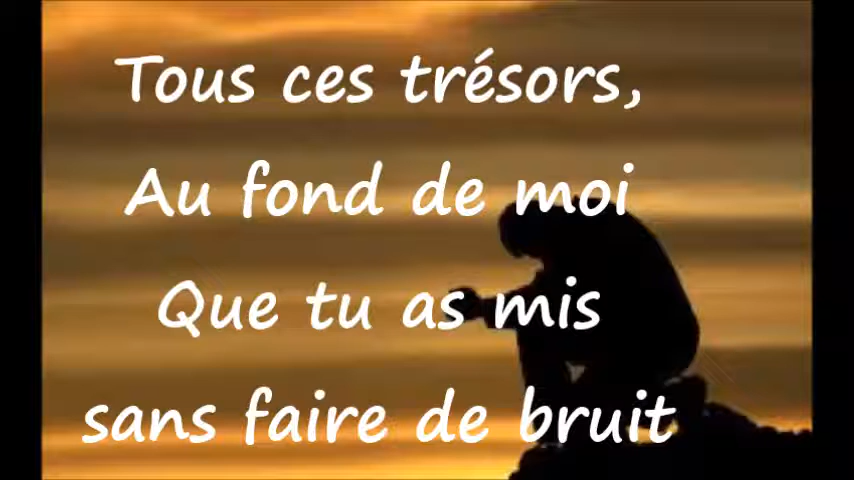 Tous ces trésors,
Au fond de moi
Que tu as mis
sans faire de bruit